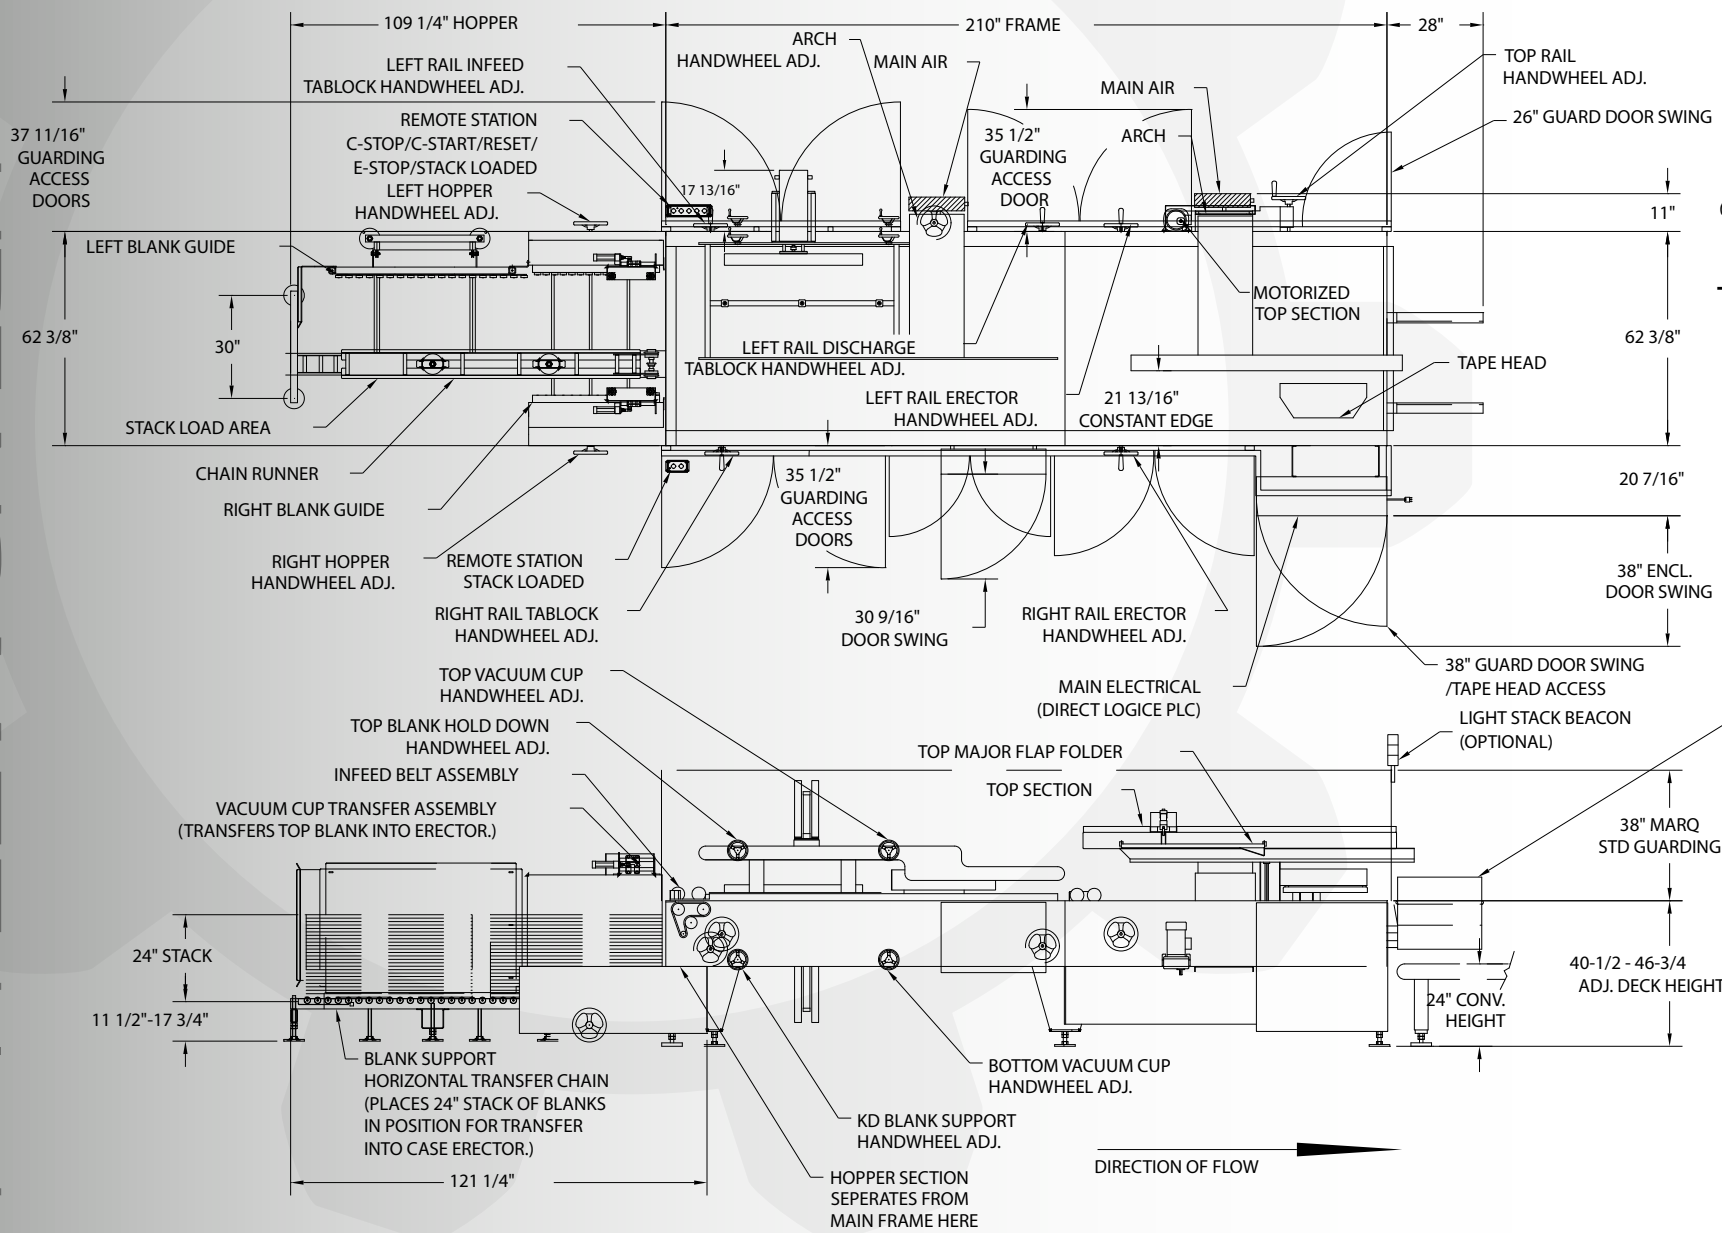 109 1/4" HOPPER
210" FRAME
28"
ARCH
HANDWHEEL ADJ.
MAIN AIR
LEFT RAIL INFEED
TABLOCK HANDWHEEL ADJ.
TOP RAIL
HANDWHEEL ADJ.
MAIN AIR
REMOTE STATION
C-STOP/C-START/RESET/
E-STOP/STACK LOADED
26" GUARD DOOR SWING
37 11/16"
GUARDING
ACCESS
DOORS
35 1/2"
GUARDING
ACCESS
DOOR
ARCH
LEFT HOPPER
HANDWHEEL ADJ.
17 13/16"
11"
LEFT BLANK GUIDE
MOTORIZED
TOP SECTION
62 3/8"
30"
62 3/8"
LEFT RAIL DISCHARGE
TABLOCK HANDWHEEL ADJ.
TAPE HEAD
LEFT RAIL ERECTOR
HANDWHEEL ADJ.
21 13/16"
CONSTANT EDGE
STACK LOAD AREA
CHAIN RUNNER
RIGHT BLANK GUIDE
35 1/2"
GUARDING
ACCESS
DOORS
20 7/16"
RIGHT HOPPER
HANDWHEEL ADJ.
REMOTE STATION
STACK LOADED
38" ENCL.
DOOR SWING
RIGHT RAIL TABLOCK
HANDWHEEL ADJ.
30 9/16"
DOOR SWING
RIGHT RAIL ERECTOR
HANDWHEEL ADJ.
TOP VACUUM CUP
HANDWHEEL ADJ.
MAIN ELECTRICAL
(DIRECT LOGICE PLC)
38" GUARD DOOR SWING
/TAPE HEAD ACCESS
TOP BLANK HOLD DOWN
HANDWHEEL ADJ.
LIGHT STACK BEACON
(OPTIONAL)
INFEED BELT ASSEMBLY
TOP MAJOR FLAP FOLDER
TOP SECTION
VACUUM CUP TRANSFER ASSEMBLY
(TRANSFERS TOP BLANK INTO ERECTOR.)
38" MARQ
STD GUARDING
24" STACK
40-1/2 - 46-3/4
ADJ. DECK HEIGHT
24" CONV.
HEIGHT
11 1/2"-17 3/4"
BLANK SUPPORT
HORIZONTAL TRANSFER CHAIN
(PLACES 24" STACK OF BLANKS
IN POSITION FOR TRANSFER
INTO CASE ERECTOR.)
BOTTOM VACUUM CUP
HANDWHEEL ADJ.
KD BLANK SUPPORT
HANDWHEEL ADJ.
121 1/4"
HOPPER SECTION
SEPERATES FROM
MAIN FRAME HERE
DIRECTION OF FLOW